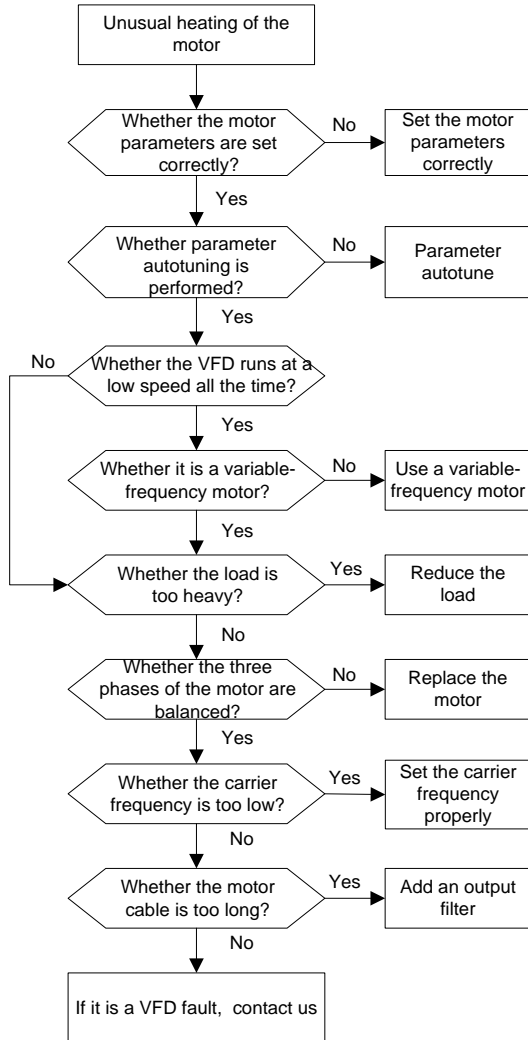 Unusual heating of the
motor
Whether the motor
parameters are set
correctly?
No
Set the motor
parameters
correctly
Yes
Whether parameter
autotuning is
performed?
No
Parameter
autotune
Yes
No
Whether the VFD runs at a
low speed all the time?
Yes
Whether it is a variable-
frequency motor?
No
Use a variable-
frequency motor
Yes
Whether the load is
too heavy?
Yes
Reduce the
load
No
Whether the three
phases of the motor are
balanced?
No
Replace the
motor
Yes
Whether the carrier
frequency is too low?
Yes
Set the carrier
frequency
properly
No
Whether the motor
cable is too long?
Yes
Add an output
filter
No
If it is a VFD fault,  contact us